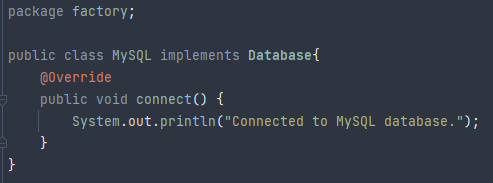 package factory;
public class MySQL implements Database{
@Override
public void connect() {
System.out.println("Connected to MySQL database.");
}
}